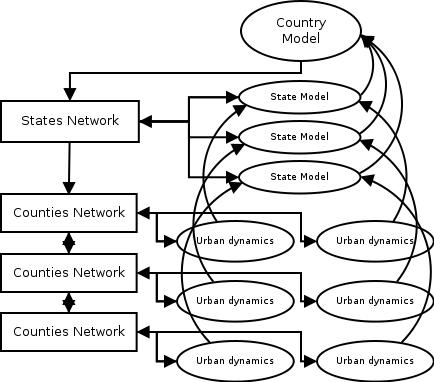 Country
Model
State Model
States Network
State Model
State Model
Counties Network
Urban dynamics
Urban dynamics
Counties Network
Urban dynamics
Urban dynamics
Counties Network
Urban dynamics
Urban dynamics